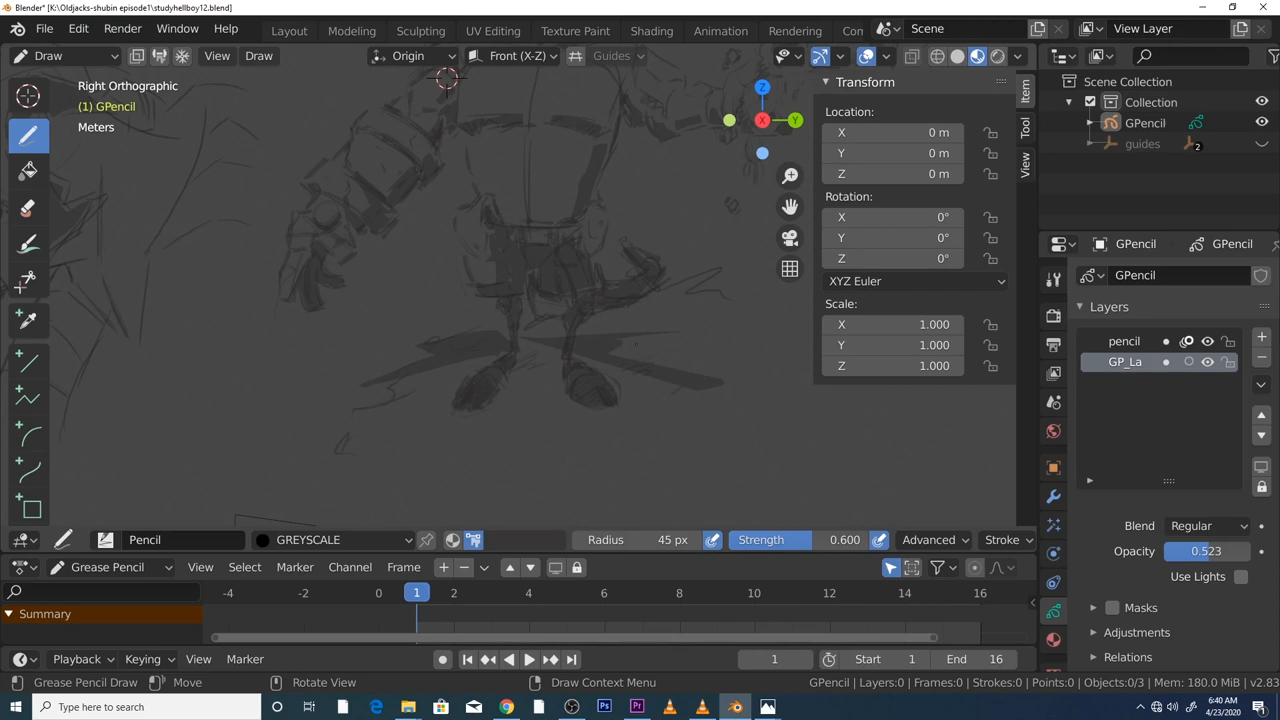 Blender* [K:\Oldjacks-shubin episode1\studyhellboy12.blend]
File Edit Render Window Help Layout Modeling Sculpting UV Editing Texture Paint Shading Animation Rendering Con Scene View Layer
Draw View Draw Origin Front (X-Z) Guides
Right Orthographic
(1) GPencil
Meters
Z
X
Y
Transform
Location:
X 0 m
Y 0 m
Z 0 m
Rotation:
X 0°
Y 0°
Z 0°
XYZ Euler
Scale:
X 1.000
Y 1.000
Z 1.000
Item
Tool
View
Scene Collection
Collection
GPencil
guides 2
GPencil GPencil
GPencil
Layers
pencil
GP_La
Blend Regular
Opacity 0.523
Use Lights
Masks
Adjustments
Relations
Pencil GREYSCALE Radius 45 px Strength 0.600 Advanced Stroke
Grease Pencil View Select Marker Channel Frame
-4 -2 0 1 2 4 6 8 10 12 14 16
Summary
Playback Keying View Marker 1 Start 1 End 16
Grease Pencil Draw Move Rotate View Draw Context Menu GPencil | Layers:0 | Frames:0 | Strokes:0 | Points:0 | Objects:0/3 | Mem: 180.0 MiB | v2.83
Type here to search 6:40 AM
4/23/2020